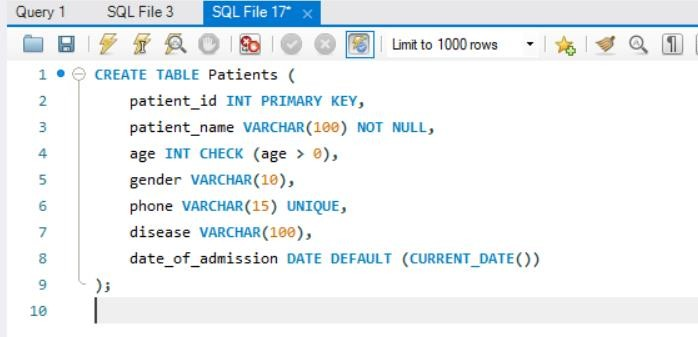 Query 1 SQL File 3 SQL File 17*
Limit to 1000 rows
1 CREATE TABLE Patients (
2 patient_id INT PRIMARY KEY,
3 patient_name VARCHAR(100) NOT NULL,
4 age INT CHECK (age > 0),
5 gender VARCHAR(10),
6 phone VARCHAR(15) UNIQUE,
7 disease VARCHAR(100),
8 date_of_admission DATE DEFAULT (CURRENT_DATE())
9 );
10